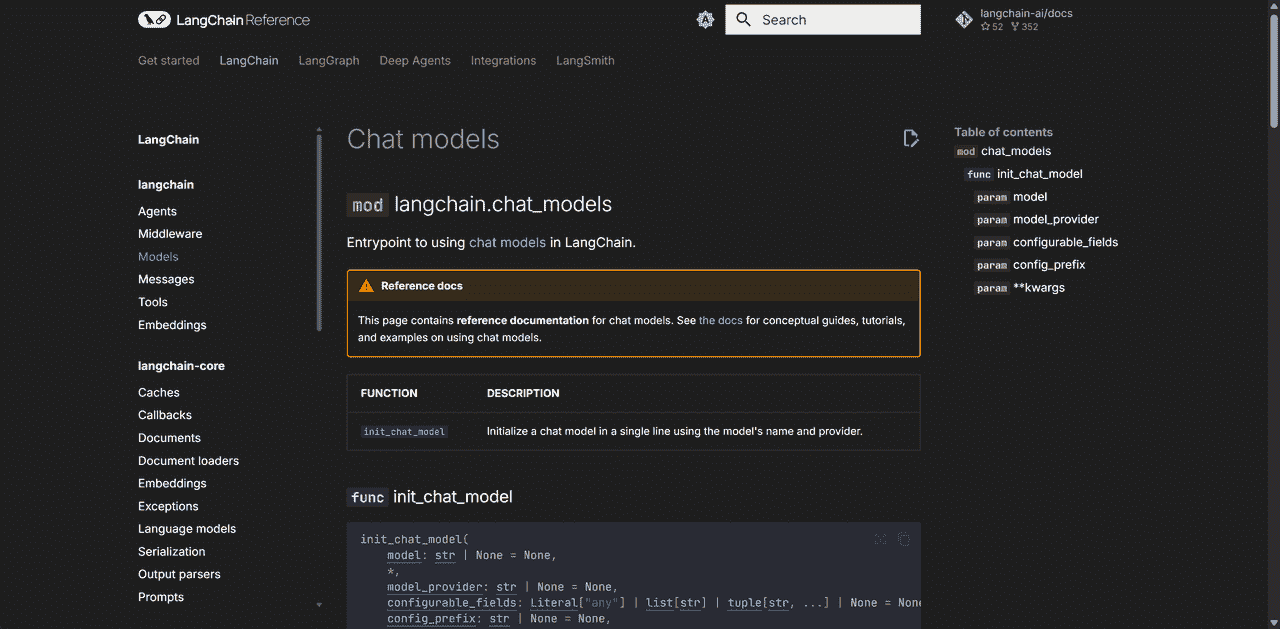 LangChain Reference
Search
langchain-ai/docs
52 352
Get started LangChain LangGraph Deep Agents Integrations LangSmith
LangChain
langchain
Agents
Middleware
Models
Messages
Tools
Embeddings
langchain-core
Caches
Callbacks
Documents
Document loaders
Embeddings
Exceptions
Language models
Serialization
Output parsers
Prompts
Chat models
mod langchain.chat_models
Entrypoint to using chat models in LangChain.
Reference docs
This page contains reference documentation for chat models. See the docs for conceptual guides, tutorials,
and examples on using chat models.
FUNCTION DESCRIPTION
init_chat_model Initialize a chat model in a single line using the model's name and provider.
func init_chat_model
init_chat_model(
model: str | None = None,
*,
model_provider: str | None = None,
configurable_fields: Literal["any"] | list[str] | tuple[str, ...] | None = None
config_prefix: str | None = None,
Table of contents
mod chat_models
func init_chat_model
param model
param model_provider
param configurable_fields
param config_prefix
param **kwargs